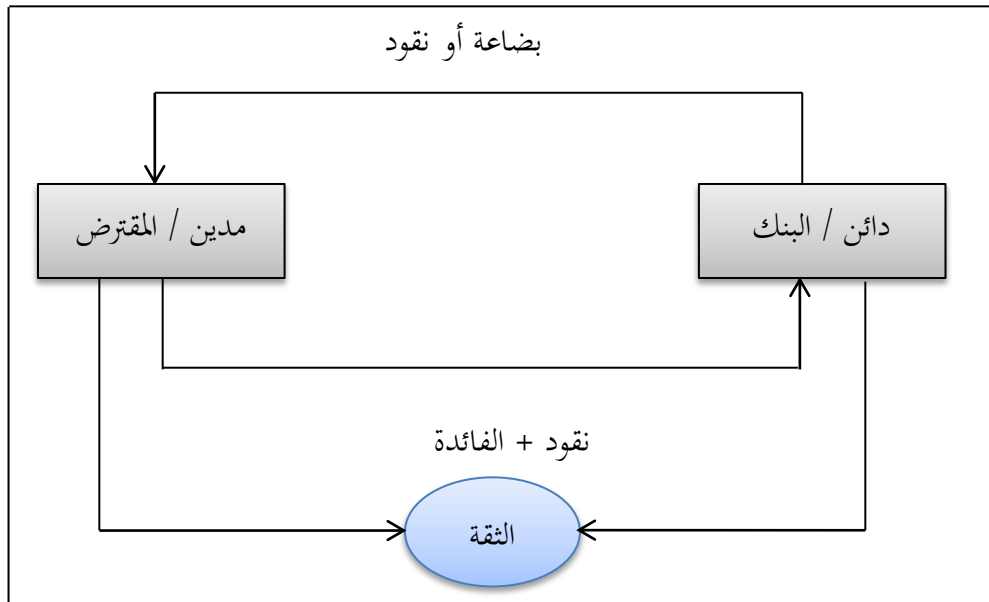 بضاعة أو نقود
دائن / البنك
مدين / المقترض
نقود + الفائدة
الثقة